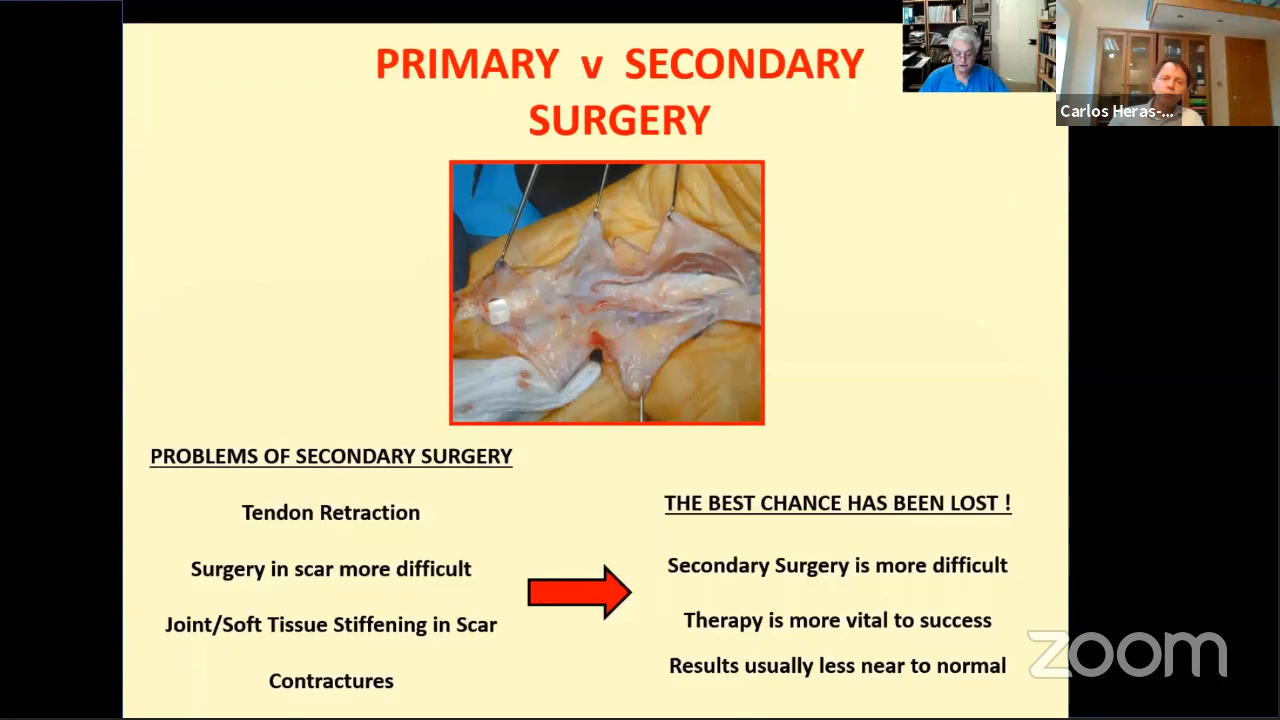 PRIMARY v SECONDARY
SURGERY
Carlos Heras-...
PROBLEMS OF SECONDARY SURGERY
Tendon Retraction
Surgery in scar more difficult
Joint/Soft Tissue Stiffening in Scar
Contractures
THE BEST CHANCE HAS BEEN LOST !
Secondary Surgery is more difficult
Therapy is more vital to success
Results usually less near to normal
zoom